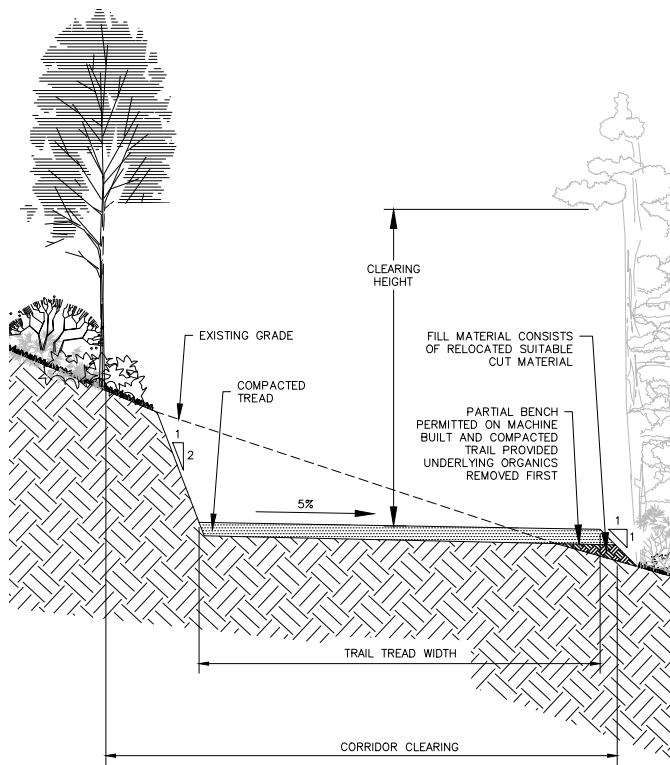 CLEARING
HEIGHT
EXISTING GRADE
FILL MATERIAL CONSISTS
OF RELOCATED SUITABLE
CUT MATERIAL
COMPACTED
TREAD
PARTIAL BENCH
PERMITTED ON MACHINE
BUILT AND COMPACTED
TRAIL PROVIDED
UNDERLYING ORGANICS
REMOVED FIRST
1
2
5%
1
1
TRAIL TREAD WIDTH
CORRIDOR CLEARING